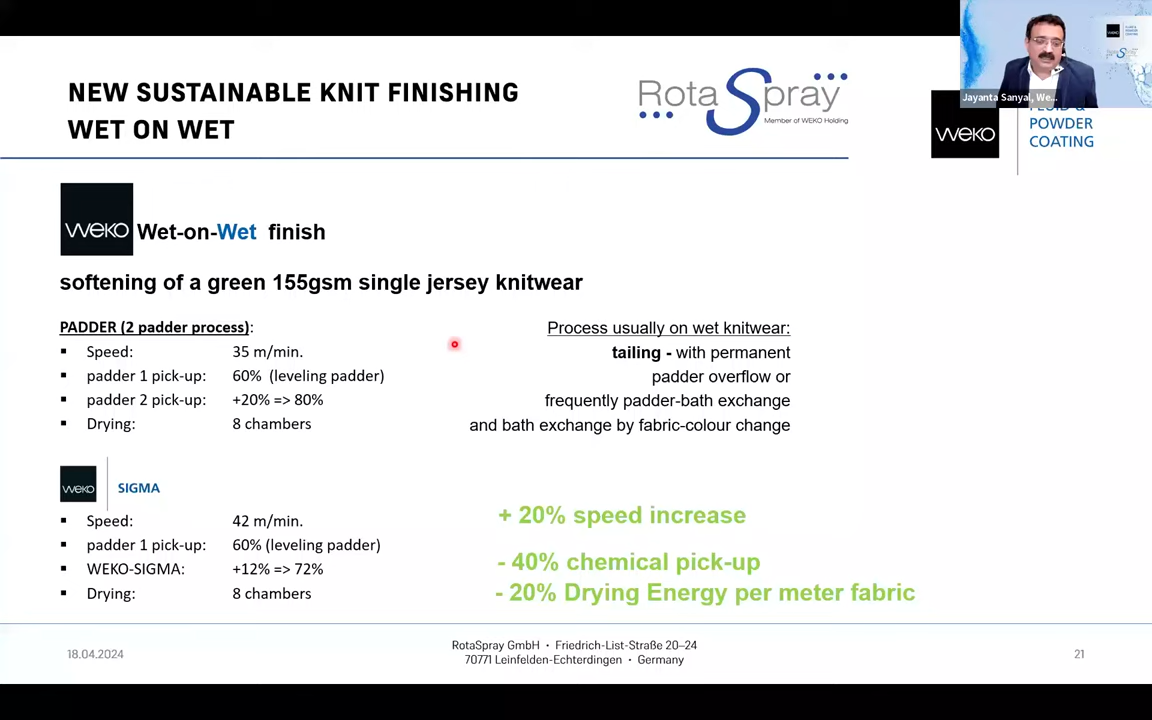 NEW SUSTAINABLE KNIT FINISHING
WET ON WET
RotaSpray
Member of WEKO Holding
Jayanta Sanyal, We...
WEKO
FLUID &
POWDER
COATING
WEKO Wet-on-Wet finish
softening of a green 155gsm single jersey knitwear
PADDER (2 padder process):
▪ Speed: 35 m/min.
▪ padder 1 pick-up: 60% (leveling padder)
▪ padder 2 pick-up: +20% => 80%
▪ Drying: 8 chambers
Process usually on wet knitwear:
tailing - with permanent
padder overflow or
frequently padder-bath exchange
and bath exchange by fabric-colour change
WEKO SIGMA
▪ Speed: 42 m/min.
▪ padder 1 pick-up: 60% (leveling padder)
▪ WEKO-SIGMA: +12% => 72%
▪ Drying: 8 chambers
+ 20% speed increase
- 40% chemical pick-up
- 20% Drying Energy per meter fabric
18.04.2024
RotaSpray GmbH • Friedrich-List-Straße 20–24
70771 Leinfelden-Echterdingen • Germany
21